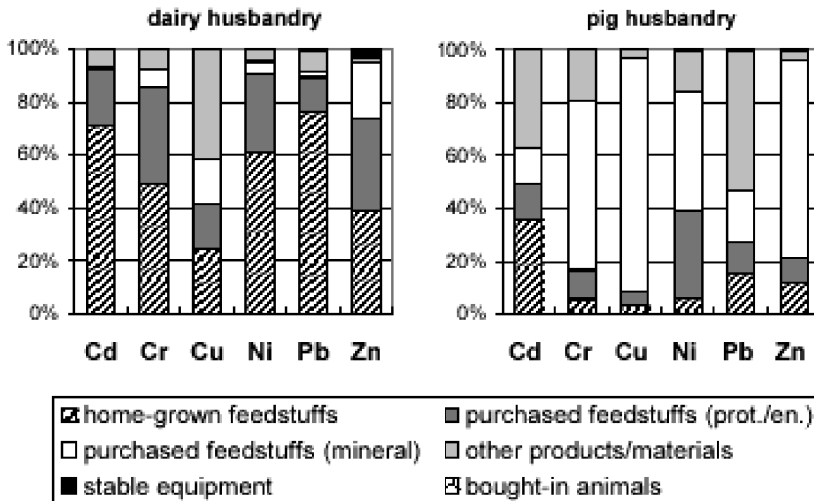 dairy husbandry
pig husbandry
100%
80%
60%
40%
20%
0%
Cd Cr Cu Ni Pb Zn
100%
80%
60%
40%
20%
0%
Cd Cr Cu Ni Pb Zn
home-grown feedstuffs
purchased feedstuffs (prot./en.)
purchased feedstuffs (mineral)
other products/materials
stable equipment
bought-in animals